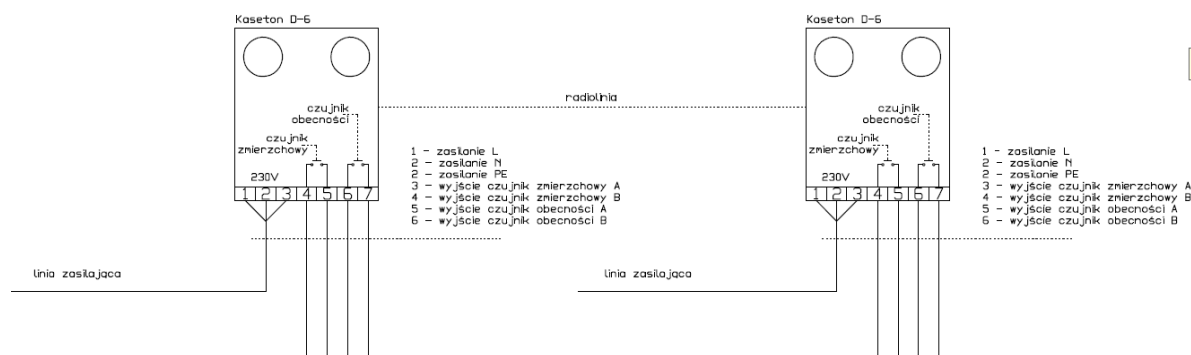 Kaseton D-6
czujnik
obecności
czujnik
zmierzchowy
230V
1 2 3 4 5 6 7
1 - zasilanie L
2 - zasilanie N
2 - zasilanie PE
3 - wyjście czujnik zmierzchowy A
4 - wyjście czujnik zmierzchowy B
5 - wyjście czujnik obecności A
6 - wyjście czujnik obecności B
linia zasilająca
radiolinia
Kaseton D-6
czujnik
obecności
czujnik
zmierzchowy
230V
1 2 3 4 5 6 7
1 - zasilanie L
2 - zasilanie N
2 - zasilanie PE
3 - wyjście czujnik zmierzchowy A
4 - wyjście czujnik zmierzchowy B
5 - wyjście czujnik obecności A
6 - wyjście czujnik obecności B
linia zasilająca